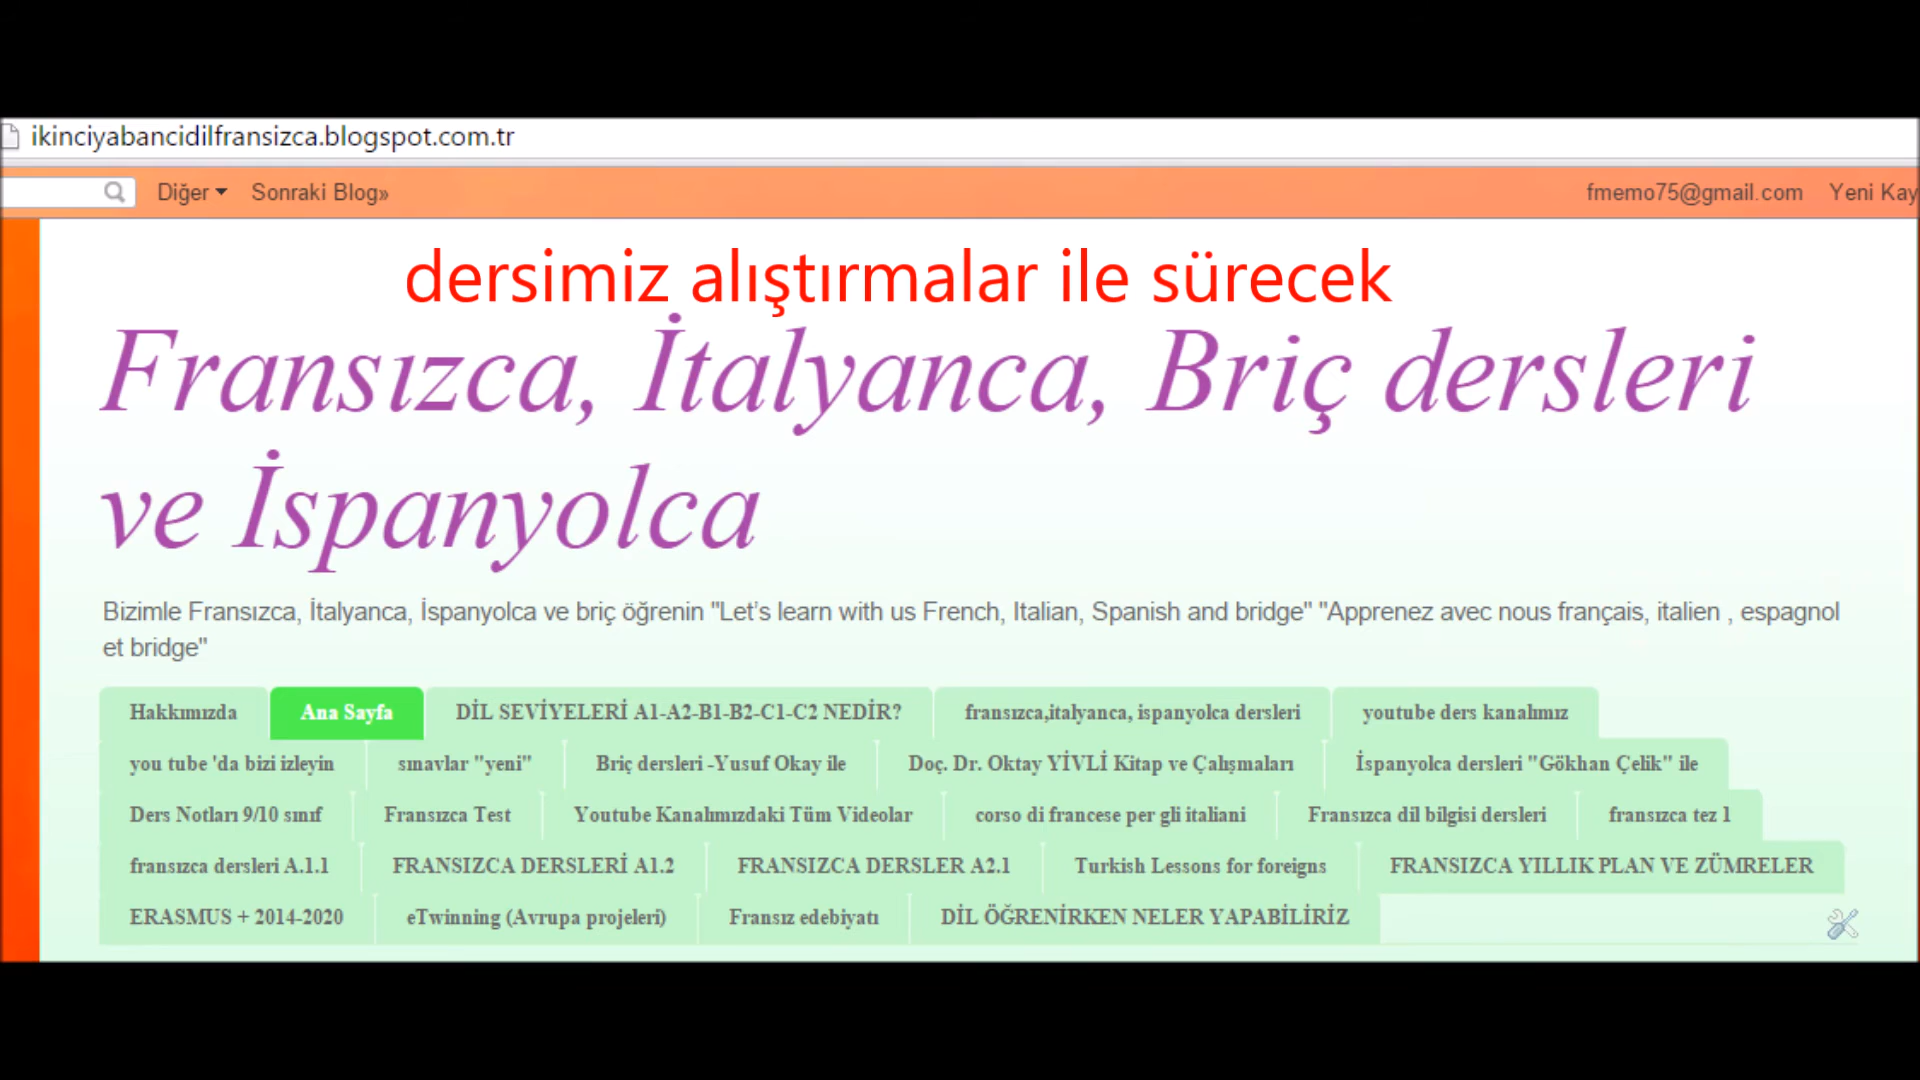 ikinciyabancidilfransizca.blogspot.com.tr
Diğer Sonraki Blog» fmemo75@gmail.com Yeni Kay
dersimiz alıştırmalar ile sürecek
Fransızca, İtalyanca, Briç dersleri
ve İspanyolca
Bizimle Fransızca, İtalyanca, İspanyolca ve briç öğrenin "Let's learn with us French, Italian, Spanish and bridge" "Apprenez avec nous français, italien , espagnol
et bridge"
Hakkımızda Ana Sayfa DİL SEVİYELERİ A1-A2-B1-B2-C1-C2 NEDİR? fransızca,italyanca, ispanyolca dersleri youtube ders kanalımız
you tube 'da bizi izleyin sınavlar "yeni" Briç dersleri -Yusuf Okay ile Doç. Dr. Oktay YİVLİ Kitap ve Çalışmaları İspanyolca dersleri "Gökhan Çelik" ile
Ders Notları 9/10 sınıf Fransızca Test Youtube Kanalımızdaki Tüm Videolar corso di francese per gli italiani Fransızca dil bilgisi dersleri fransızca tez 1
fransızca dersleri A.1.1 FRANSIZCA DERSLERİ A1.2 FRANSIZCA DERSLER A2.1 Turkish Lessons for foreigns FRANSIZCA YILLIK PLAN VE ZÜMRELER
ERASMUS + 2014-2020 eTwinning (Avrupa projeleri) Fransız edebiyatı DİL ÖĞRENİRKEN NELER YAPABİLİRİZ